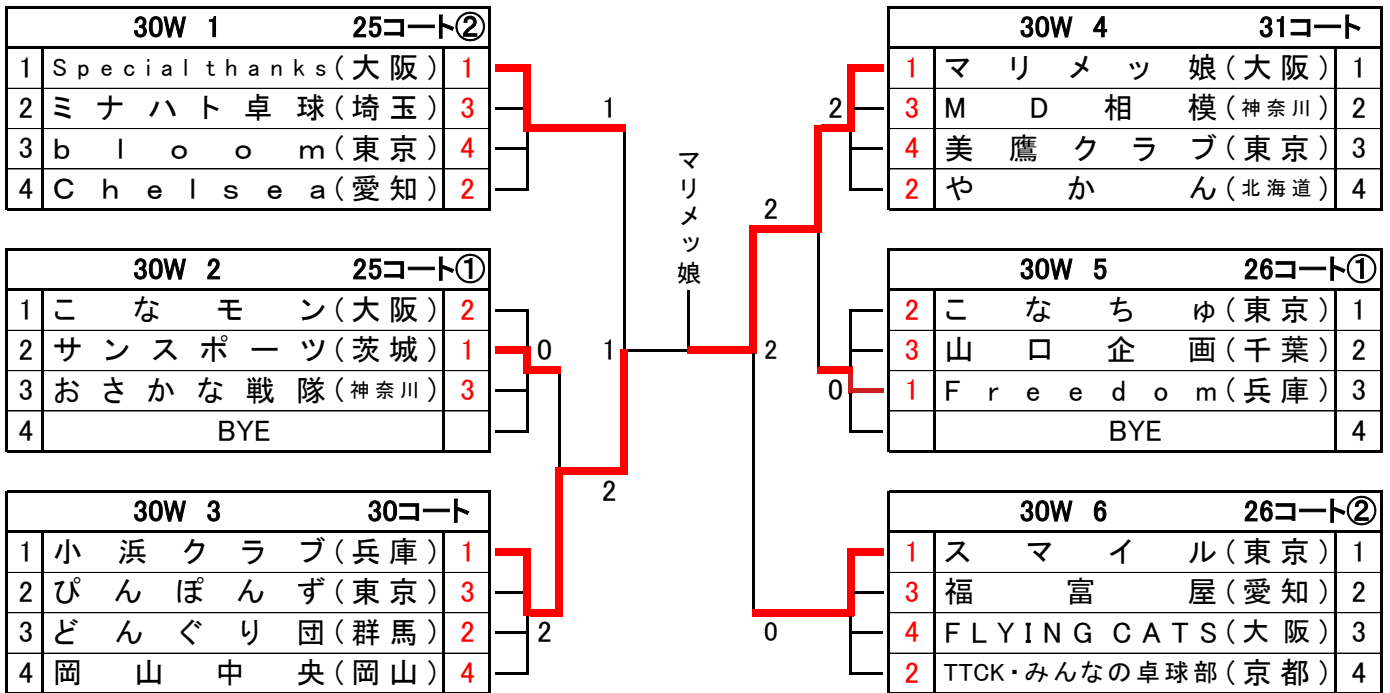 30W 1 25コート②
1 Special thanks(大阪) 1
2 ミナハト卓球(埼玉) 3
3 bloom(東京) 4
4 Chelsea(愛知) 2
30W 2 25コート①
1 こなモン(大阪) 2
2 サンスポーツ(茨城) 1
3 おさかな戦隊(神奈川) 3
4 BYE
30W 3 30コート
1 小浜クラブ(兵庫) 1
2 ぴんぽんず(東京) 3
3 どんぐり団(群馬) 2
4 岡山中央(岡山) 4
1
0
1
2
2
マリメッ娘
2
2
2
0
0
30W 4 31コート
1 マリメッ娘(大阪) 1
3 MD相模(神奈川) 2
4 美鷹クラブ(東京) 3
2 やかん(北海道) 4
30W 5 26コート①
2 こなちゅ(東京) 1
3 山口企画(千葉) 2
1 Freedom(兵庫) 3
BYE 4
30W 6 26コート②
1 スマイル(東京) 1
3 福富屋(愛知) 2
4 FLYING CATS(大阪) 3
2 TTCK・みんなの卓球部(京都) 4